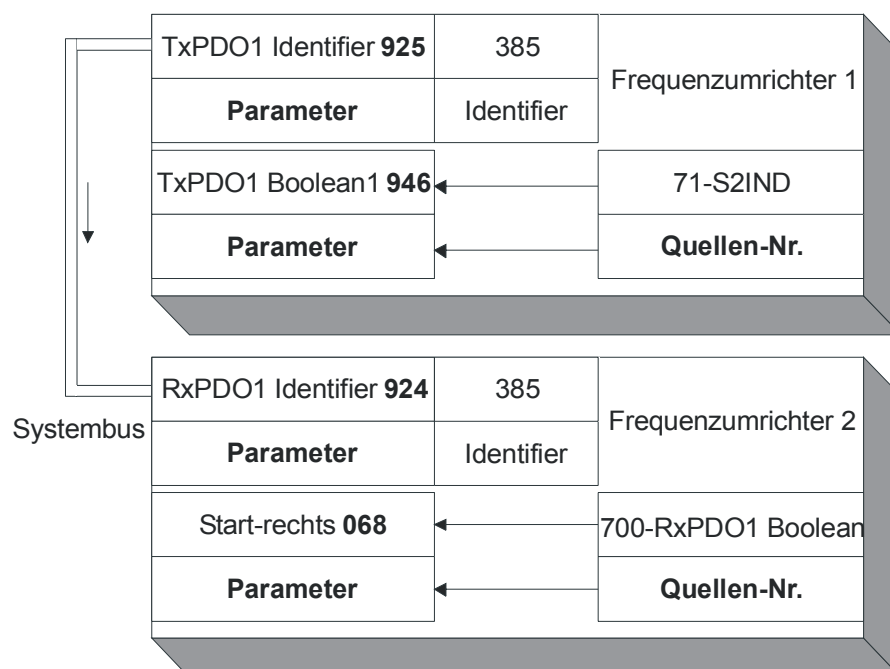 TxPDO1 Identifier 925
385
Frequenzumrichter 1
Parameter
Identifier
TxPDO1 Boolean1 946
71-S2IND
Parameter
Quellen-Nr.
RxPDO1 Identifier 924
385
Frequenzumrichter 2
Systembus
Parameter
Identifier
Start-rechts 068
700-RxPDO1 Boolean
Parameter
Quellen-Nr.